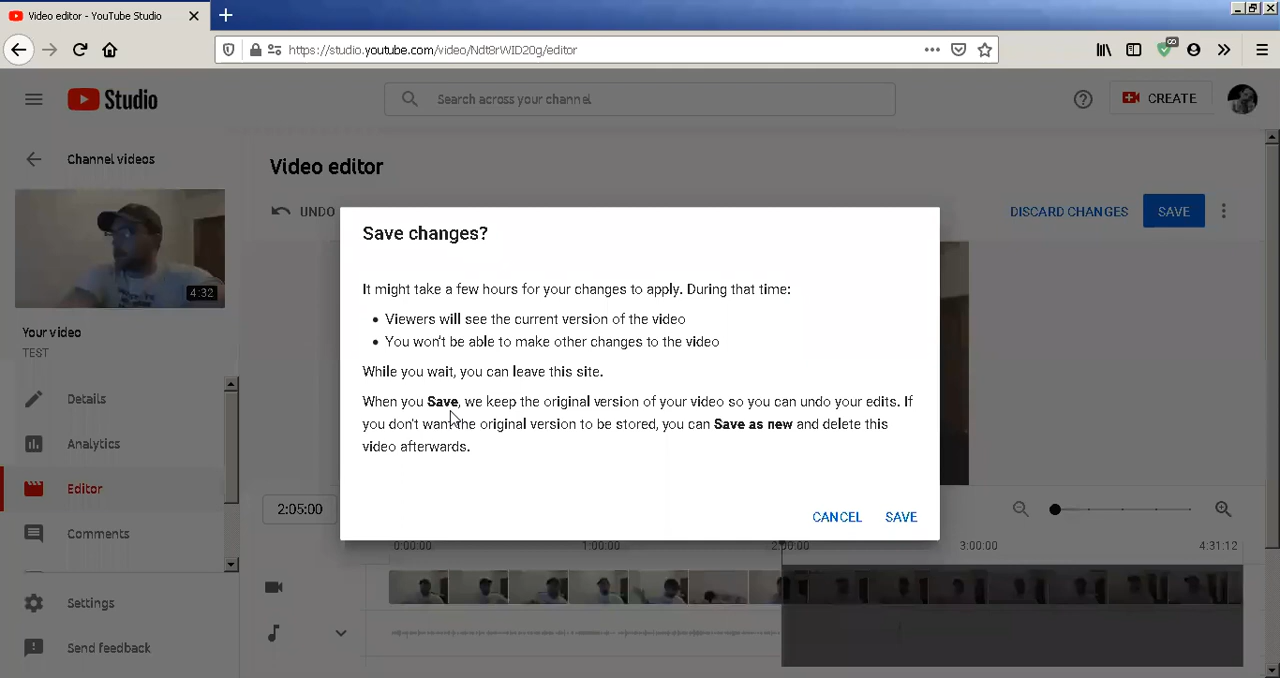 Video editor - YouTube Studio
https://studio.youtube.com/video/Ndt8rWID20g/editor
Studio
Search across your channel
CREATE
Channel videos
Video editor
UNDO
DISCARD CHANGES
SAVE
4:32
Your video
TEST
Details
Analytics
Editor
Comments
Settings
Send feedback
Save changes?
It might take a few hours for your changes to apply. During that time:
• Viewers will see the current version of the video
• You won't be able to make other changes to the video
While you wait, you can leave this site.
When you Save, we keep the original version of your video so you can undo your edits. If
you don't want the original version to be stored, you can Save as new and delete this
video afterwards.
CANCEL
SAVE
2:05:00
0:00:00
1:00:00
2:00:00
3:00:00
4:31:12